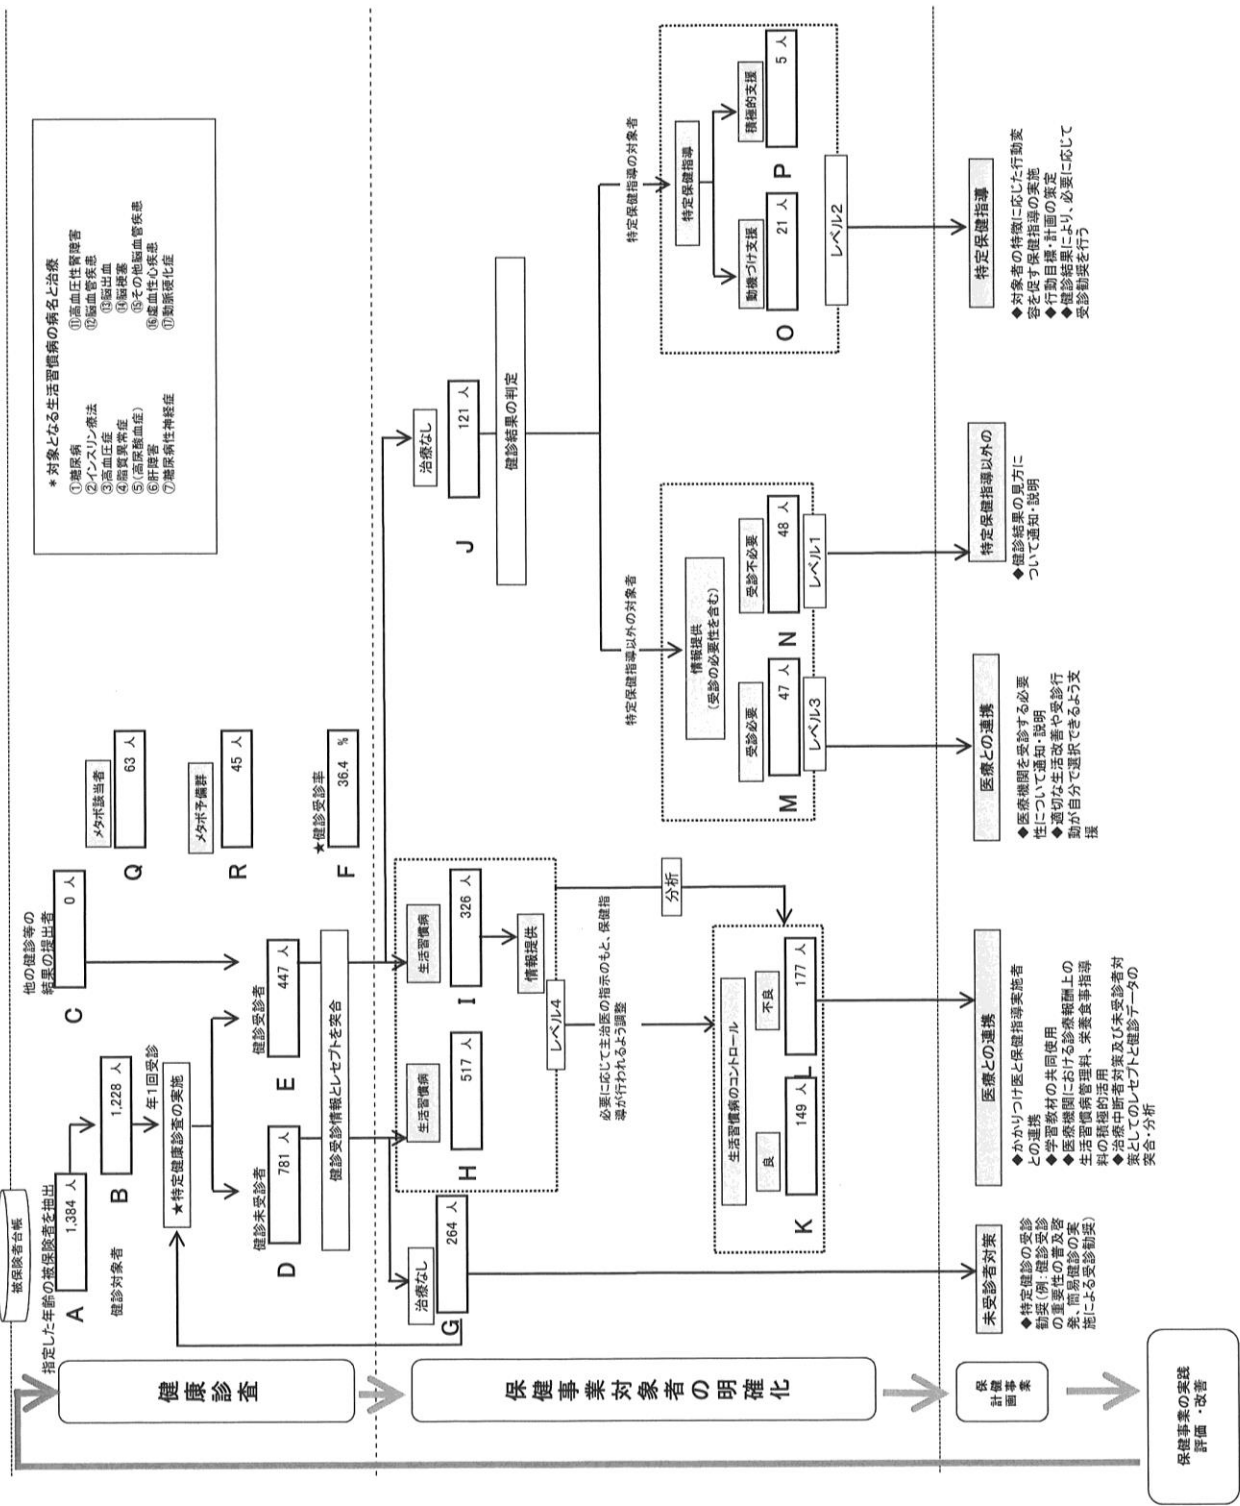 被保険者台帳
指定した年齢の被保険者を抽出
A
1,384 人
健診対象者
B
1,228 人
年1回受診
他の健診等の
結果の提出者
C
0 人
★特定健康診査の実施
健診未受診者
D
781 人
健診受診者
E
447 人
健診受診情報とレセプトを突合
メタボ該当者
Q
63 人
メタボ予備群
R
45 人
★健診受診率
F
36.4 %
*対象となる生活習慣病の病名と治療
①糖尿病
②インスリン療法
③高血圧症
④脂質異常症
⑤(高尿酸血症)
⑥肝障害
⑦糖尿病性神経症
⑪高血圧性腎障害
⑫脳血管疾患
⑬脳出血
⑭脳梗塞
⑮その他脳血管疾患
⑯虚血性心疾患
⑰動脈硬化症
健康診査
保健事業対象者の明確化
保健事業
計画
保健事業の実践
評価・改善
治療なし
G
264 人
生活習慣病
H
517 人
生活習慣病
I
326 人
情報提供
レベル4
治療なし
J
121 人
健診結果の判定
必要に応じて主治医の指示のもと、保健指
導が行われるよう調整
分析
生活習慣病のコントロール
良
K
149 人
不良
L
177 人
特定保健指導以外の対象者
情報提供
(受診の必要性を含む)
受診必要
M
47 人
レベル3
受診不必要
N
48 人
レベル1
特定保健指導の対象者
特定保健指導
動機づけ支援
O
21 人
積極的支援
P
5 人
レベル2
未受診者対策
◆特定健診の受診
勧奨(例:健診受診
の重要性の普及啓
発、簡易健診の実
施による受診勧奨)
医療との連携
◆かかりつけ医と保健指導実施者
との連携
◆学習教材の共同使用
◆医療機関における診療報酬上の
生活習慣病管理料、栄養食事指導
料の積極的活用
◆治療中断者対策及び未受診者対
策としてのレセプトと健診データの
突合・分析
医療との連携
◆医療機関を受診する必要
性について通知・説明
◆適切な生活改善や受診行
動が自分で選択できるよう支
援
特定保健指導以外の
◆健診結果の見方に
ついて通知・説明
特定保健指導
◆対象者の特徴に応じた行動変
容を促す保健指導の実施
◆行動目標・計画の策定
◆健診結果により、必要に応じて
受診勧奨を行う